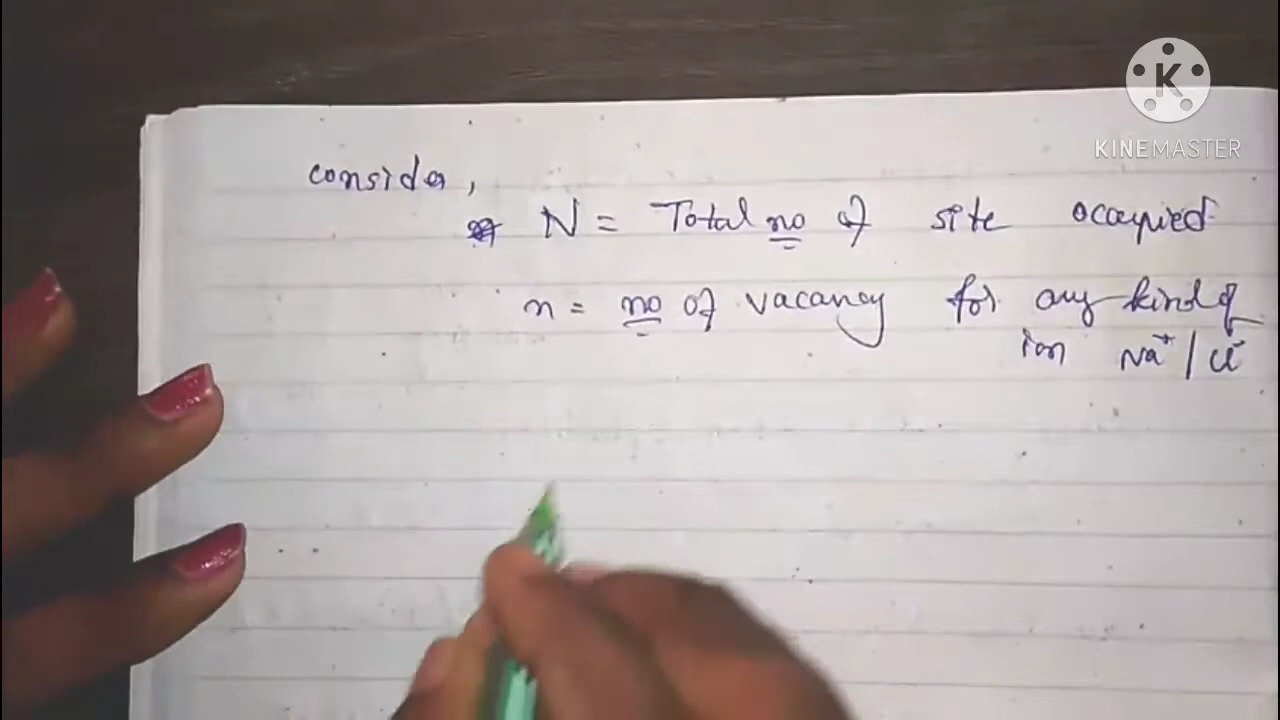 K
KINEMASTER
consider,
N = Total no of site occupied
n = no of vacancy for any kind of
ion Na⁺ / Cl⁻